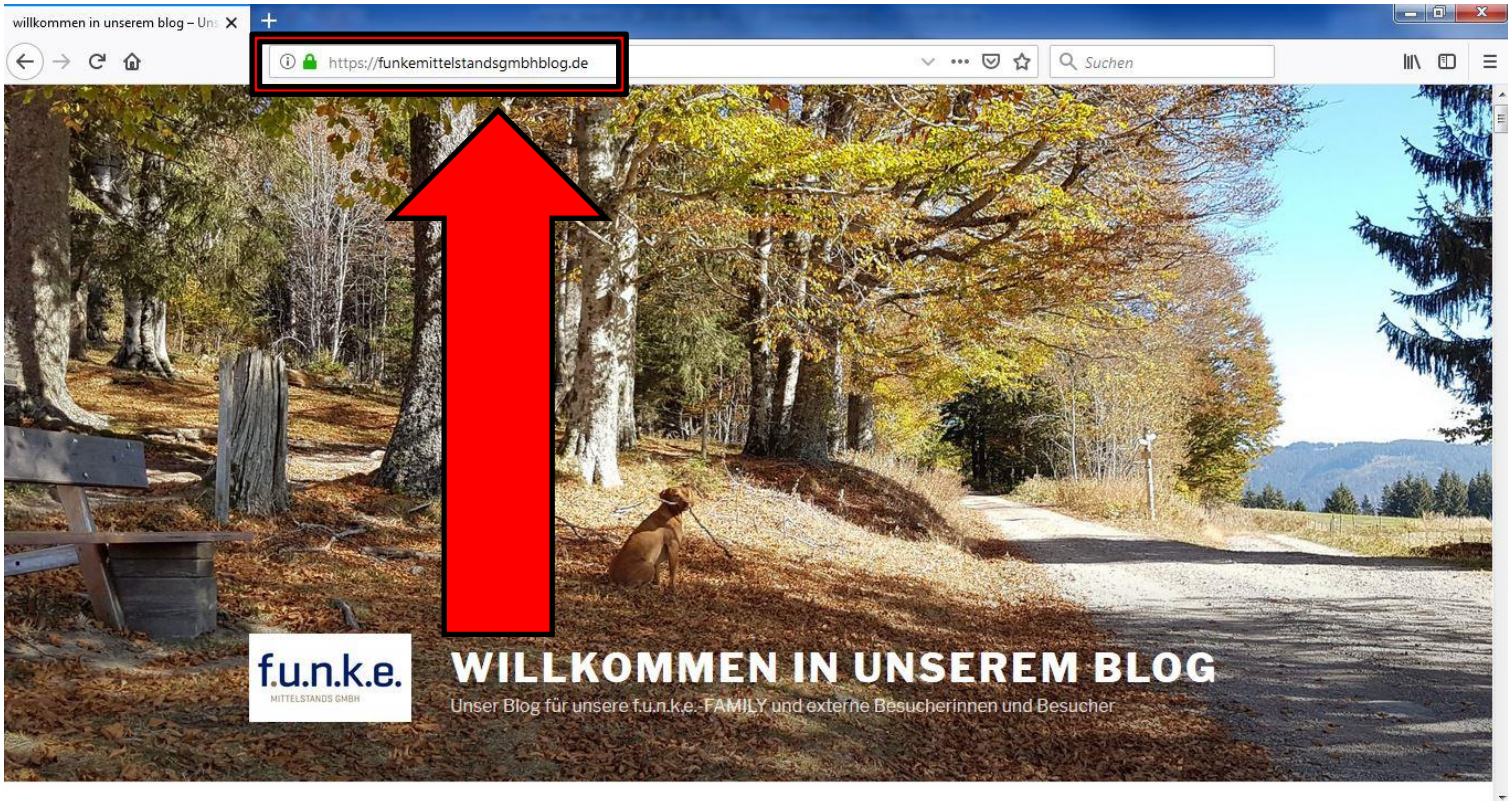 willkommen in unserem blog – Uns
https://funkemittelstandsgmbhblog.de
Suchen
f.u.n.k.e.
MITTELSTANDS GMBH
WILLKOMMEN IN UNSEREM BLOG
Unser Blog für unsere f.u.n.k.e.-FAMILY und externe Besucherinnen und Besucher